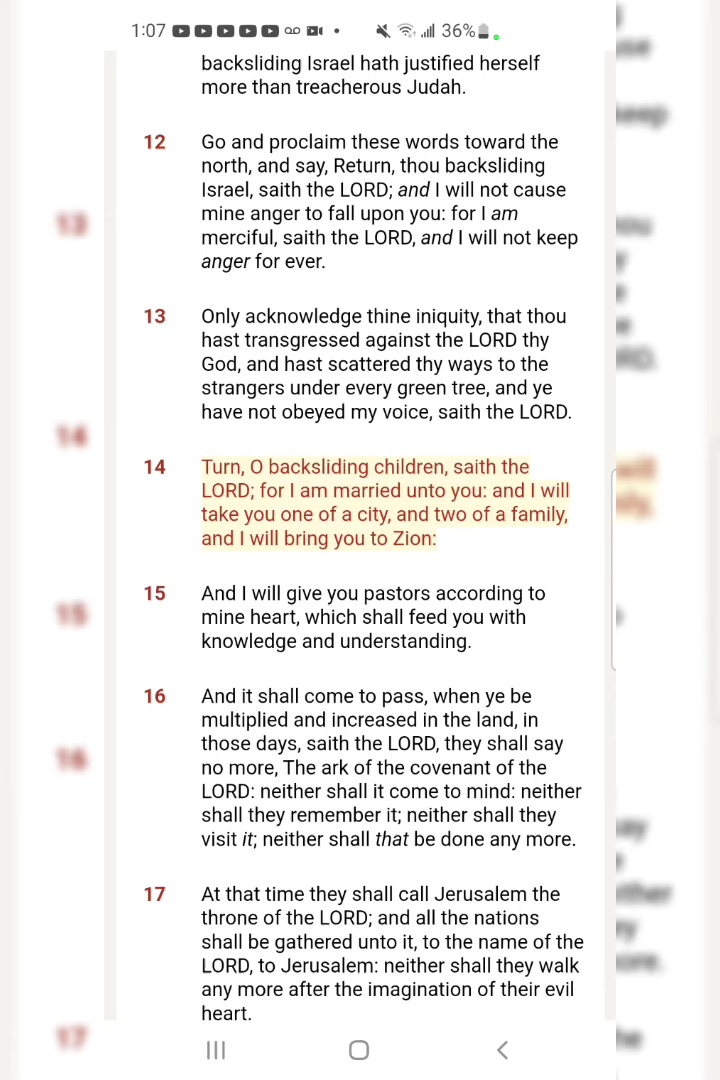 1:07 36%
backsliding Israel hath justified herself
more than treacherous Judah.
12 Go and proclaim these words toward the
north, and say, Return, thou backsliding
Israel, saith the LORD; and I will not cause
mine anger to fall upon you: for I am
merciful, saith the LORD, and I will not keep
anger for ever.
13 Only acknowledge thine iniquity, that thou
hast transgressed against the LORD thy
God, and hast scattered thy ways to the
strangers under every green tree, and ye
have not obeyed my voice, saith the LORD.
14 Turn, O backsliding children, saith the
LORD; for I am married unto you: and I will
take you one of a city, and two of a family,
and I will bring you to Zion:
15 And I will give you pastors according to
mine heart, which shall feed you with
knowledge and understanding.
16 And it shall come to pass, when ye be
multiplied and increased in the land, in
those days, saith the LORD, they shall say
no more, The ark of the covenant of the
LORD: neither shall it come to mind: neither
shall they remember it; neither shall they
visit it; neither shall that be done any more.
17 At that time they shall call Jerusalem the
throne of the LORD; and all the nations
shall be gathered unto it, to the name of the
LORD, to Jerusalem: neither shall they walk
any more after the imagination of their evil
heart.
13
14
15
16
17